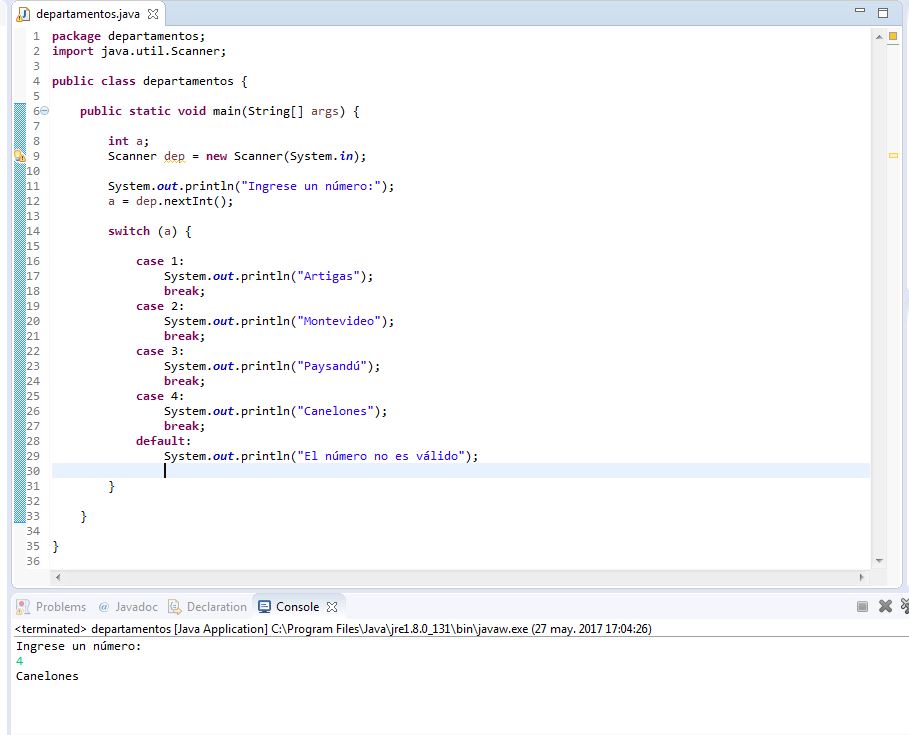 departamentos.java
1 package departamentos;
2 import java.util.Scanner;
3
4 public class departamentos {
5
6 public static void main(String[] args) {
7
8 int a;
9 Scanner dep = new Scanner(System.in);
10
11 System.out.println("Ingrese un número:");
12 a = dep.nextInt();
13
14 switch (a) {
15
16 case 1:
17 System.out.println("Artigas");
18 break;
19 case 2:
20 System.out.println("Montevideo");
21 break;
22 case 3:
23 System.out.println("Paysandú");
24 break;
25 case 4:
26 System.out.println("Canelones");
27 break;
28 default:
29 System.out.println("El número no es válido");
30
31 }
32
33 }
34
35 }
36
Problems @ Javadoc Declaration Console
<terminated> departamentos [Java Application] C:\Program Files\Java\jre1.8.0_131\bin\javaw.exe (27 may. 2017 17:04:26)
Ingrese un número:
4
Canelones